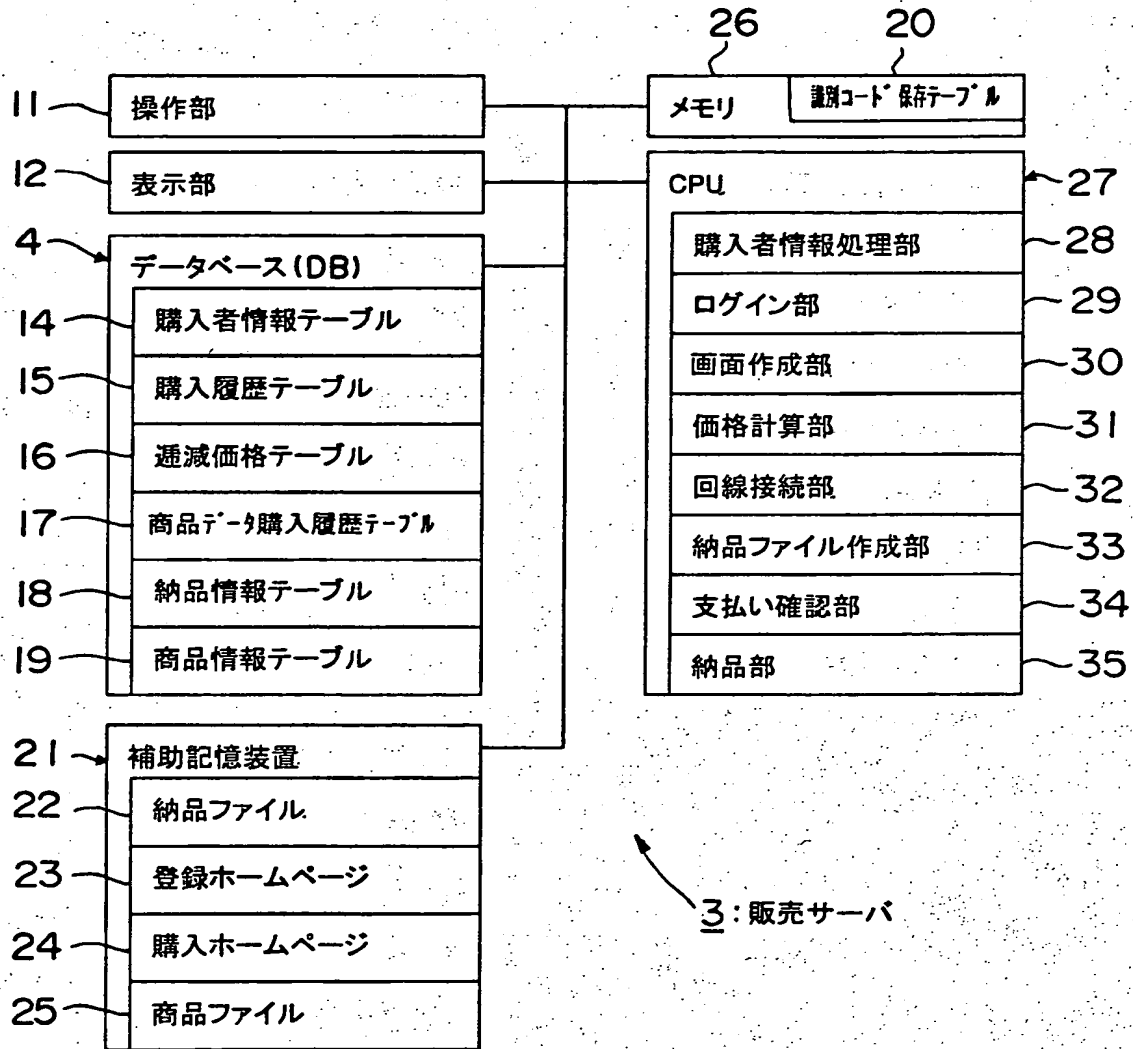 26
20
11
操作部
メモリ
識別コード保存テーブル
12
表示部
CPU
27
4
データベース(DB)
購入者情報処理部
28
14
購入者情報テーブル
ログイン部
29
15
購入履歴テーブル
画面作成部
30
16
逓減価格テーブル
価格計算部
31
17
商品データ購入履歴テーブル
回線接続部
32
18
納品情報テーブル
納品ファイル作成部
33
19
商品情報テーブル
支払い確認部
34
納品部
35
21
補助記憶装置
22
納品ファイル
23
登録ホームページ
24
購入ホームページ
25
商品ファイル
3:販売サーバ